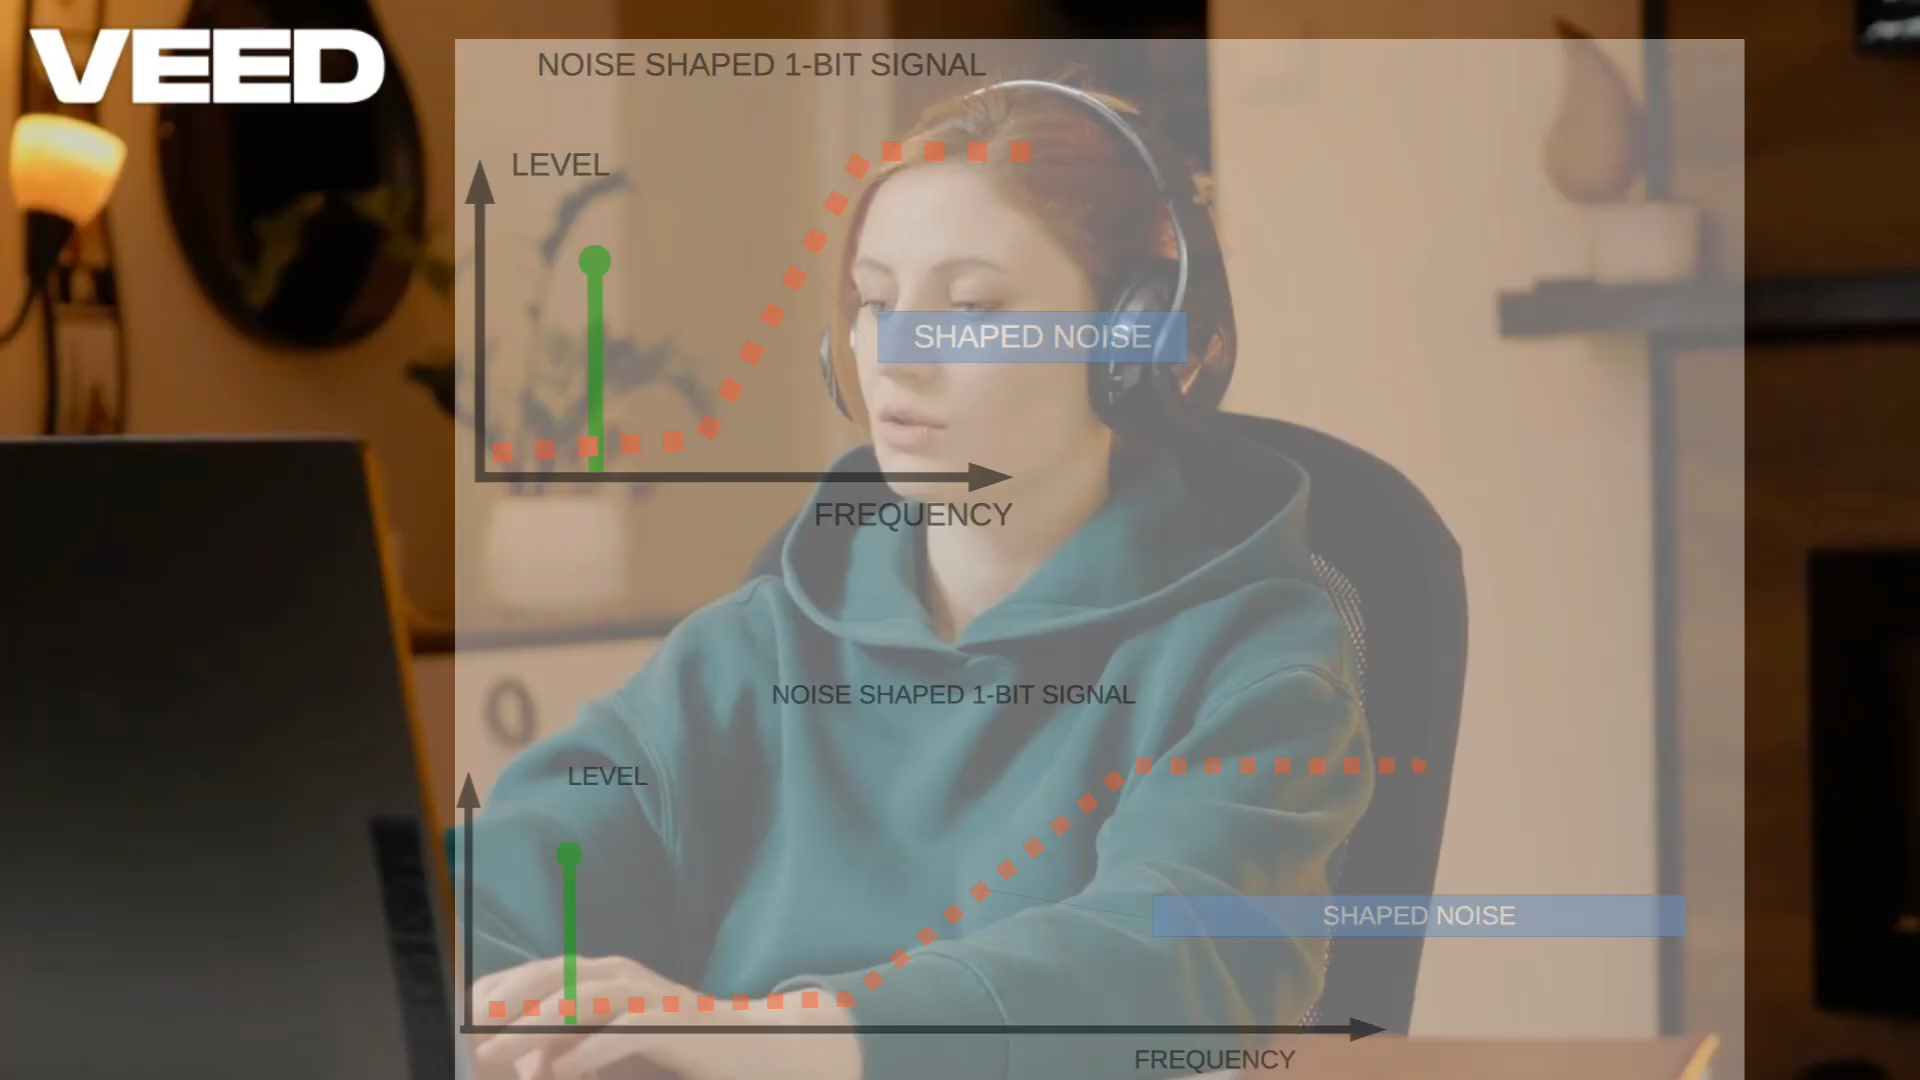 VEED
NOISE SHAPED 1-BIT SIGNAL
LEVEL
SHAPED NOISE
FREQUENCY
NOISE SHAPED 1-BIT SIGNAL
LEVEL
SHAPED NOISE
FREQUENCY